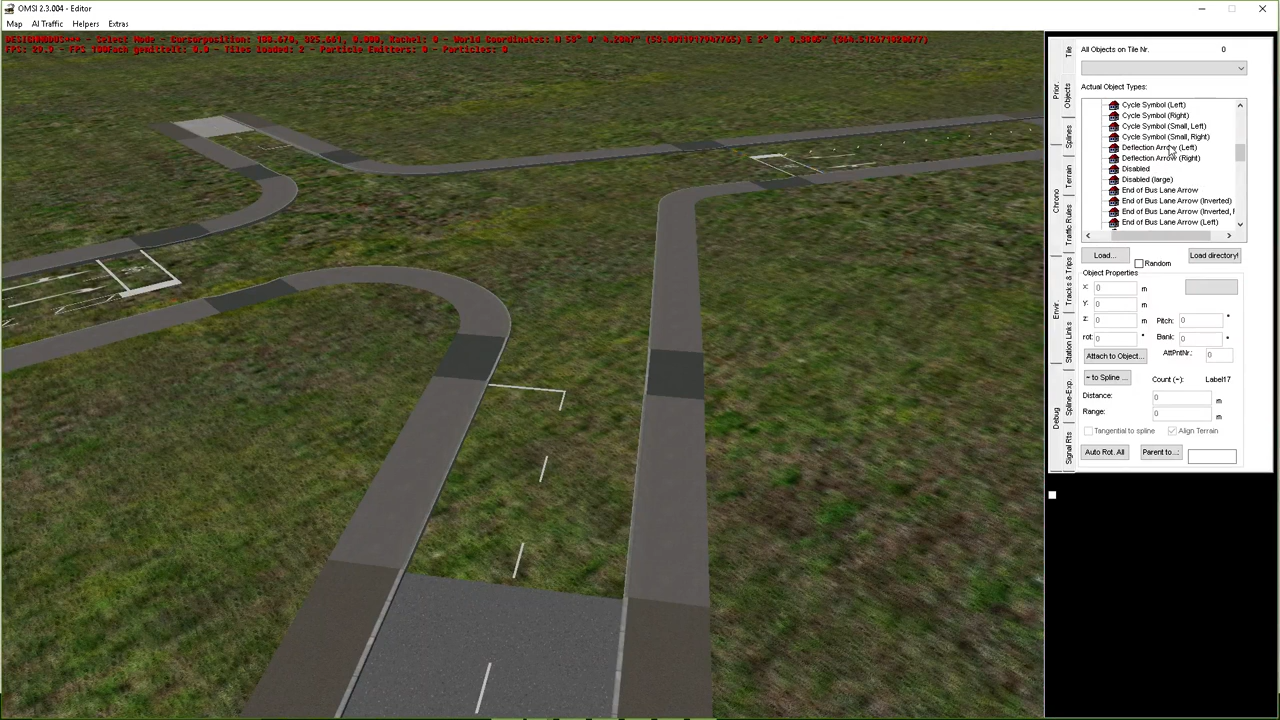 OMSI 2.3.004 - Editor
Map AI Traffic Helpers Extras
All Objects on Tile Nr. 0
Actual Object Types:
Cycle Symbol (Left)
Cycle Symbol (Right)
Cycle Symbol (Small, Left)
Cycle Symbol (Small, Right)
Deflection Arrow (Left)
Deflection Arrow (Right)
Disabled
Disabled (large)
End of Bus Lane Arrow
End of Bus Lane Arrow (Inverted)
End of Bus Lane Arrow (Inverted,
End of Bus Lane Arrow (Left)
Load... Random Load directory!
Object Properties
x: 0 m
Y: 0 m
z: 0 m Pitch: 0 °
rot: 0 ° Bank: 0 °
Attach to Object... AttPntNr.: 0
~ to Spline ... Count (~): Label17
Distance: 0 m
Range: 0 m
Tangential to spline Align Terrain
Auto Rot. All Parent to...:
Tile
Objects
Splines
Terrain
Traffic Rules
Tracks & Trips
Station Links
Spline-Exp.
Signal Rts
Prior.
Chrono
Envir.
Debug